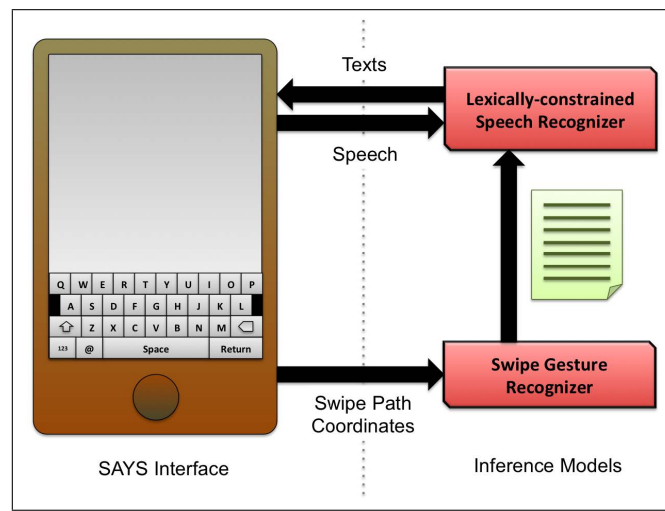 Texts
Lexically-constrained
Speech Recognizer
Speech
Q W E R T Y U I O P
A S D F G H J K L
Z X C V B N M
123 @ Space Return
Swipe Gesture
Recognizer
Swipe Path
Coordinates
SAYS Interface
Inference Models